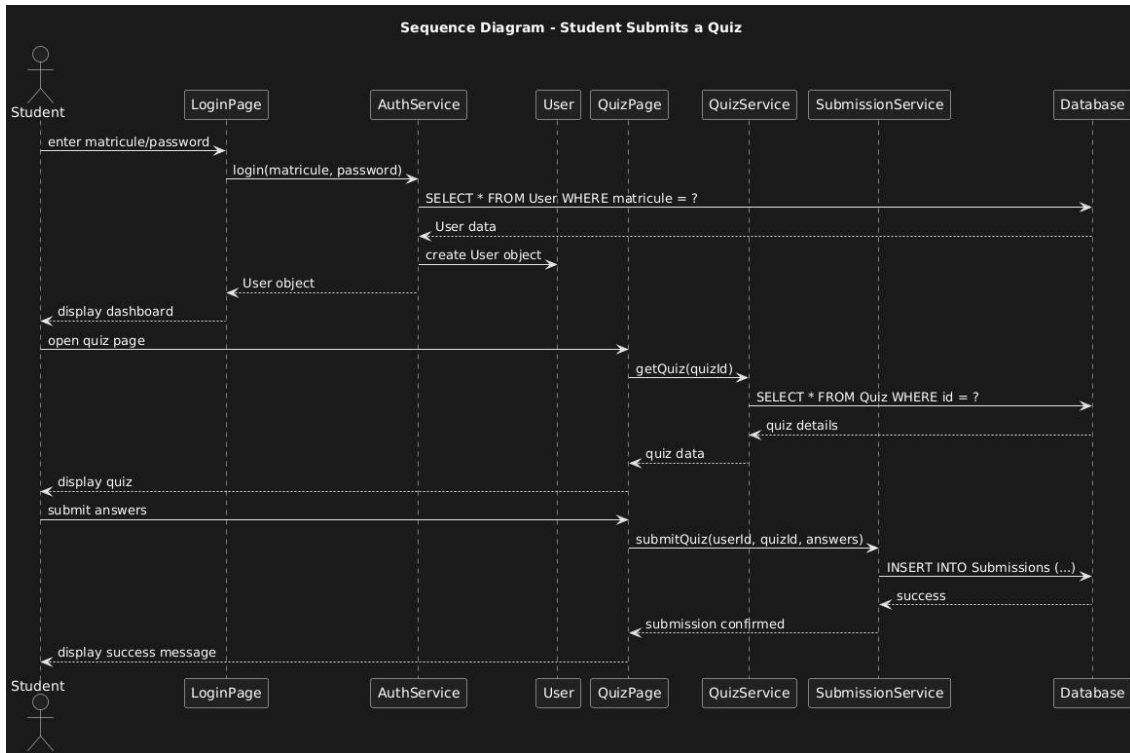 Sequence Diagram - Student Submits a Quiz
Student
LoginPage
AuthService
User
QuizPage
QuizService
SubmissionService
Database
enter matricule/password
login(matricule, password)
SELECT * FROM User WHERE matricule = ?
User data
create User object
User object
display dashboard
open quiz page
getQuiz(quizId)
SELECT * FROM Quiz WHERE id = ?
quiz details
quiz data
display quiz
submit answers
submitQuiz(userId, quizId, answers)
INSERT INTO Submissions (...)
success
submission confirmed
display success message
Student
LoginPage
AuthService
User
QuizPage
QuizService
SubmissionService
Database